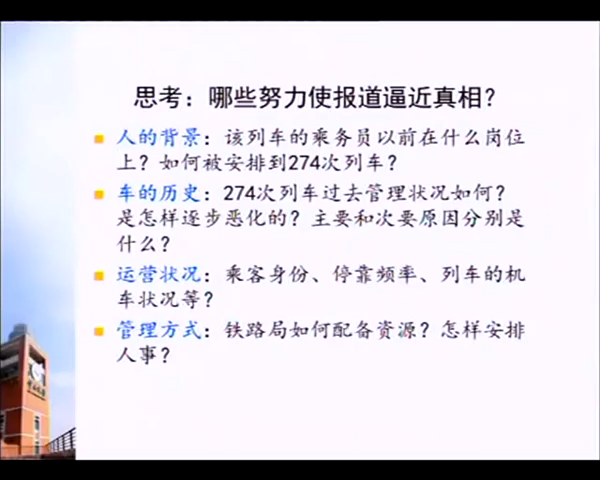 思考：哪些努力使报道逼近真相？
人的背景：该列车的乘务员以前在什么岗位
上？如何被安排到274次列车？
车的历史：274次列车过去管理状况如何？
是怎样逐步恶化的？主要和次要原因分别是
什么？
运营状况：乘客身份、停靠频率、列车的机
车状况等？
管理方式：铁路局如何配备资源？怎样安排
人事？